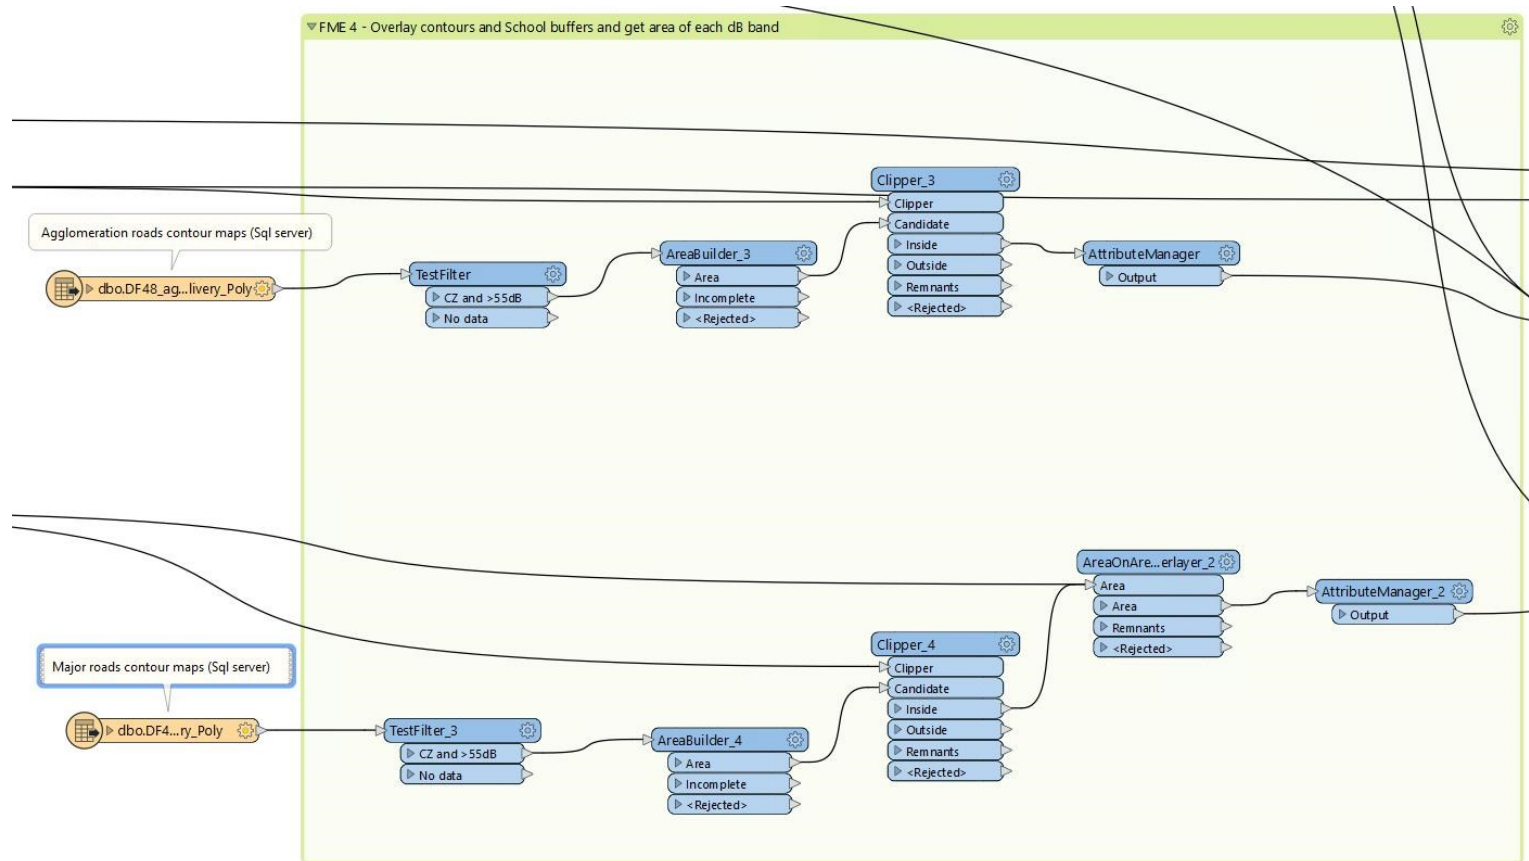 FME 4 - Overlay contours and School buffers and get area of each dB band
Agglomeration roads contour maps (Sql server)
dbo.DF48_ag...livery_Poly
TestFilter
CZ and >55dB
No data
AreaBuilder_3
Area
Incomplete
<Rejected>
Clipper_3
Clipper
Candidate
Inside
Outside
Remnants
<Rejected>
AttributeManager
Output
Major roads contour maps (Sql server)
dbo.DF4...ry_Poly
TestFilter_3
CZ and >55dB
No data
AreaBuilder_4
Area
Incomplete
<Rejected>
Clipper_4
Clipper
Candidate
Inside
Outside
Remnants
<Rejected>
AreaOnAre...erlayer_2
Area
Area
Remnants
<Rejected>
AttributeManager_2
Output